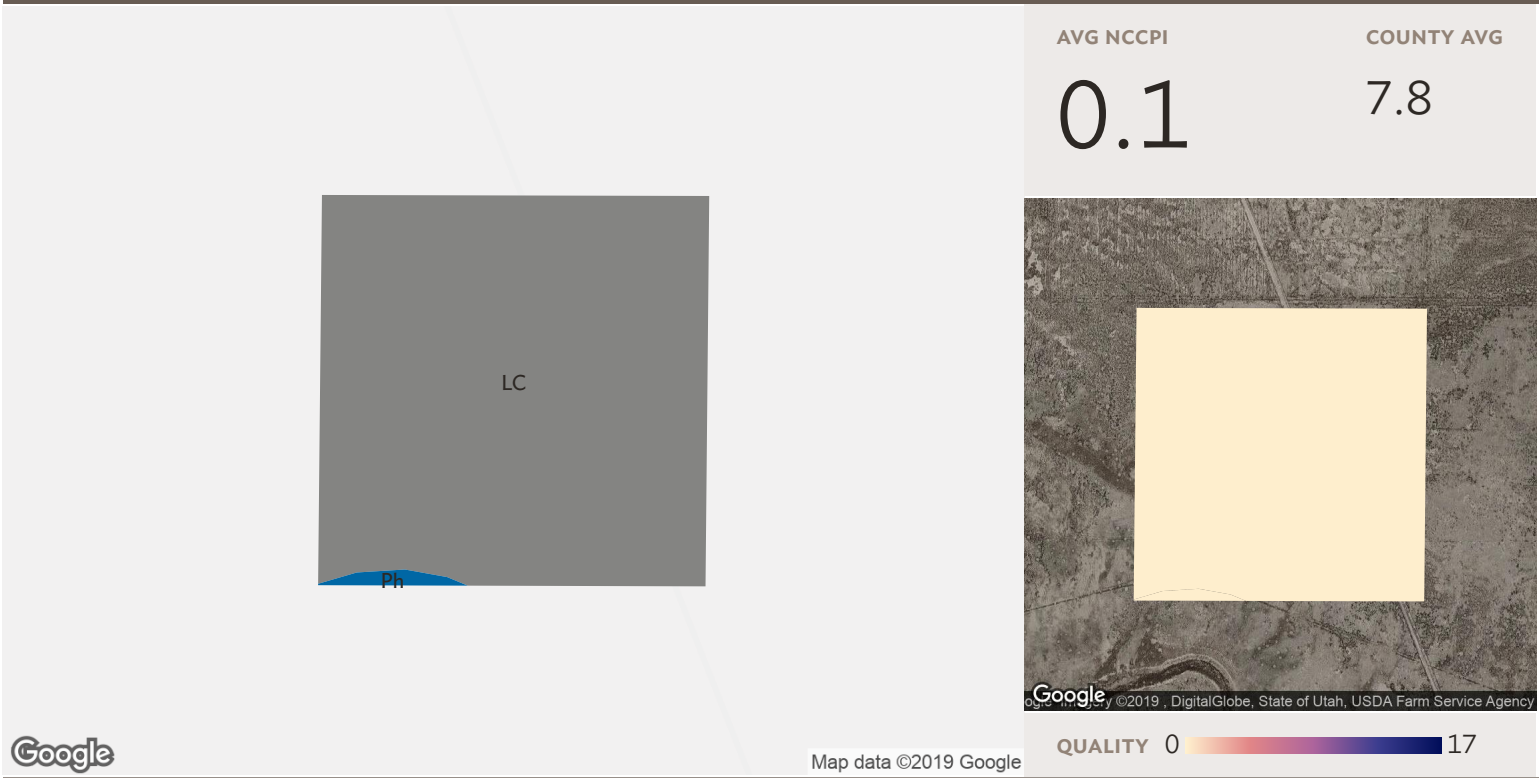 AVG NCCPI
COUNTY AVG
0.1
7.8
LC
Ph
Google
Map data ©2019 Google
Google
ogle Imagery ©2019 , DigitalGlobe, State of Utah, USDA Farm Service Agency
QUALITY 0 17